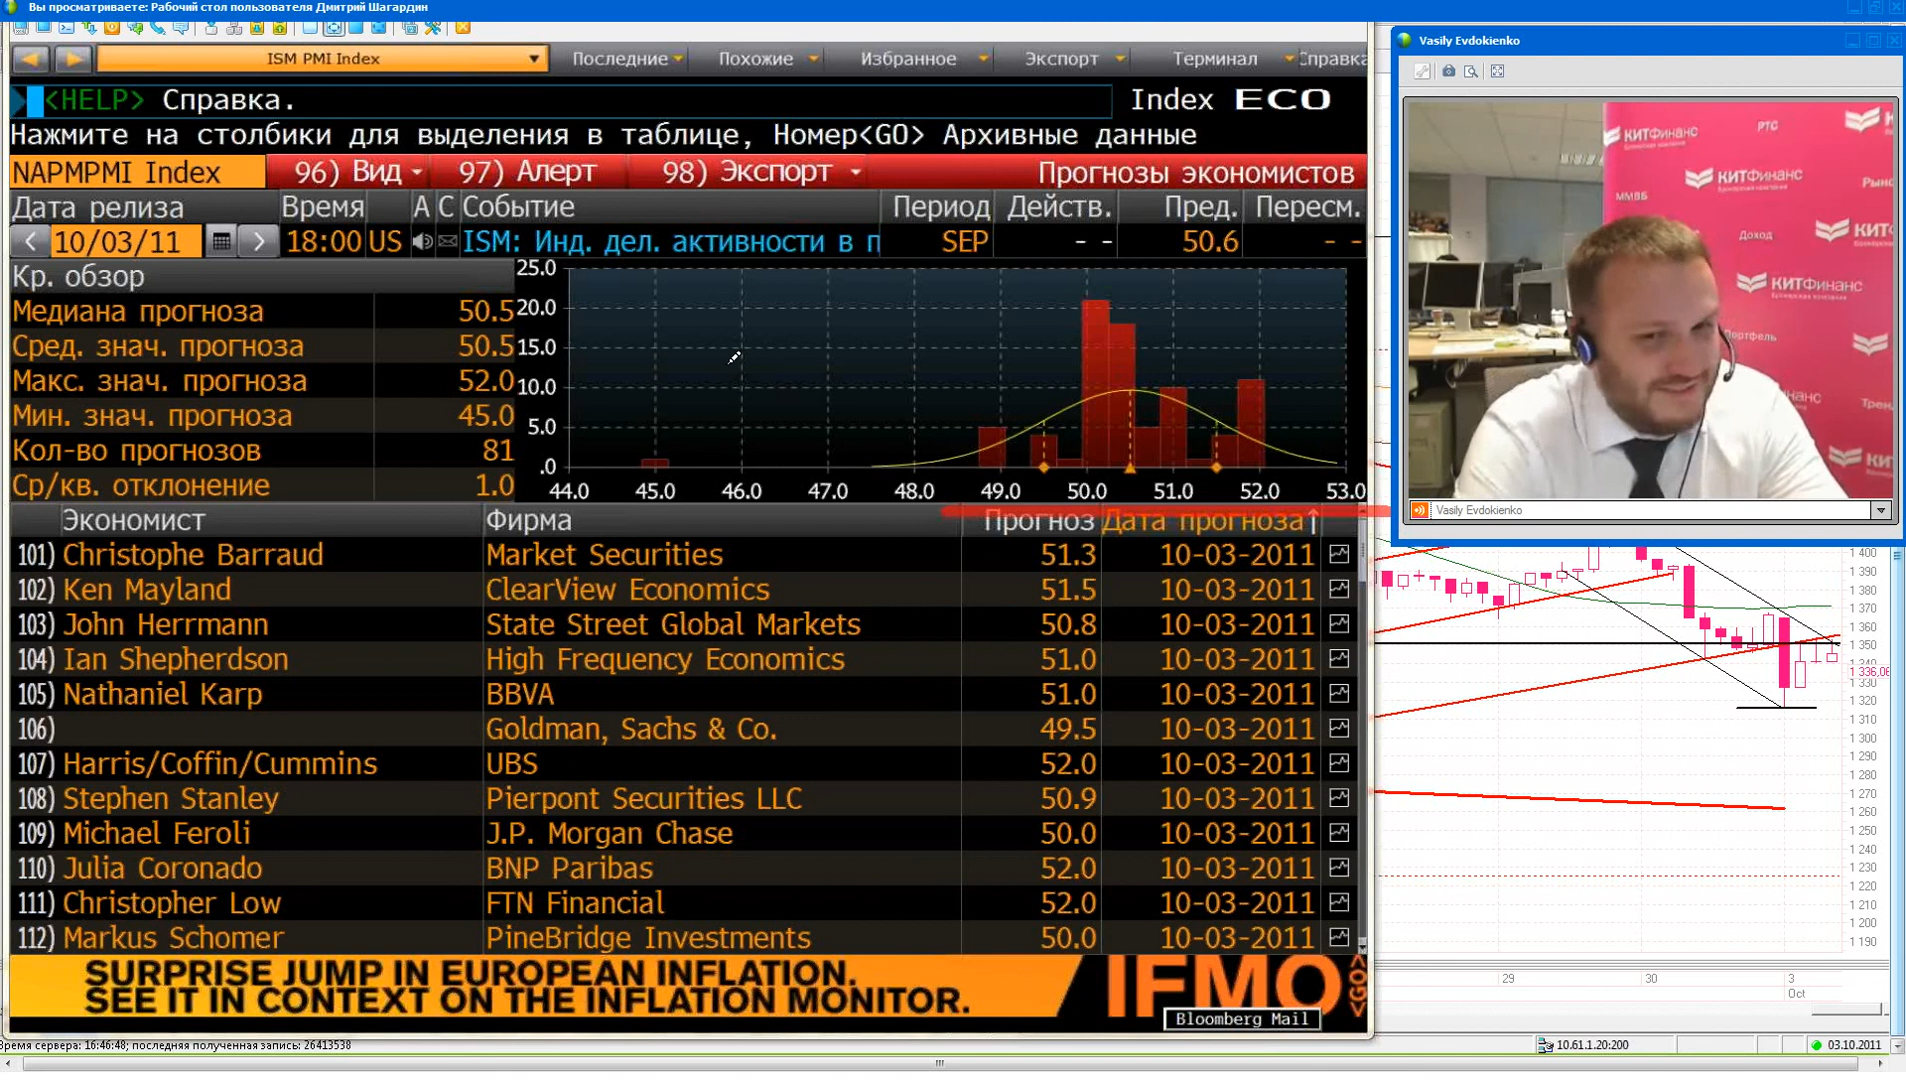 Вы просматриваете: Рабочий стол пользователя Дмитрий Шагардин
ISM PMI Index
Последние
Похожие
Избранное
Экспорт
Терминал
Справка
<HELP> Справка.
Index ECO
Нажмите на столбики для выделения в таблице, Номер<GO> Архивные данные
NAPMPMI Index
96) Вид
97) Алерт
98) Экспорт
Прогнозы экономистов
Дата релиза Время A C Событие Период Действ. Пред. Пересм.
10/03/11 18:00 US ISM: Инд. дел. активности в п SEP - - 50.6 - -
Кр. обзор
Медиана прогноза 50.5
Сред. знач. прогноза 50.5
Макс. знач. прогноза 52.0
Мин. знач. прогноза 45.0
Кол-во прогнозов 81
Ср/кв. отклонение 1.0
25.0
20.0
15.0
10.0
5.0
.0
44.0 45.0 46.0 47.0 48.0 49.0 50.0 51.0 52.0 53.0
Экономист Фирма Прогноз Дата прогноза↑
101) Christophe Barraud Market Securities 51.3 10-03-2011
102) Ken Mayland ClearView Economics 51.5 10-03-2011
103) John Herrmann State Street Global Markets 50.8 10-03-2011
104) Ian Shepherdson High Frequency Economics 51.0 10-03-2011
105) Nathaniel Karp BBVA 51.0 10-03-2011
106) Goldman, Sachs & Co. 49.5 10-03-2011
107) Harris/Coffin/Cummins UBS 52.0 10-03-2011
108) Stephen Stanley Pierpont Securities LLC 50.9 10-03-2011
109) Michael Feroli J.P. Morgan Chase 50.0 10-03-2011
110) Julia Coronado BNP Paribas 52.0 10-03-2011
111) Christopher Low FTN Financial 52.0 10-03-2011
112) Markus Schomer PineBridge Investments 50.0 10-03-2011
SURPRISE JUMP IN EUROPEAN INFLATION.
SEE IT IN CONTEXT ON THE INFLATION MONITOR.
IFMO
<GO>
Bloomberg Mail
Время сервера: 16:46:48; последняя полученная запись: 26413538
Vasily Evdokienko
КИТФинанс
РТС
КИТФинанс
ММВБ
Доход
КИТФинанс
Портфель
Vasily Evdokienko
1 400
1 390
1 380
1 370
1 360
1 350
1 340
1 336,06
1 330
1 320
1 310
1 300
1 290
1 280
1 270
1 260
1 250
1 240
1 230
1 220
1 210
1 200
1 190
29 30 3
Oct
10.61.1.20:200
03.10.2011